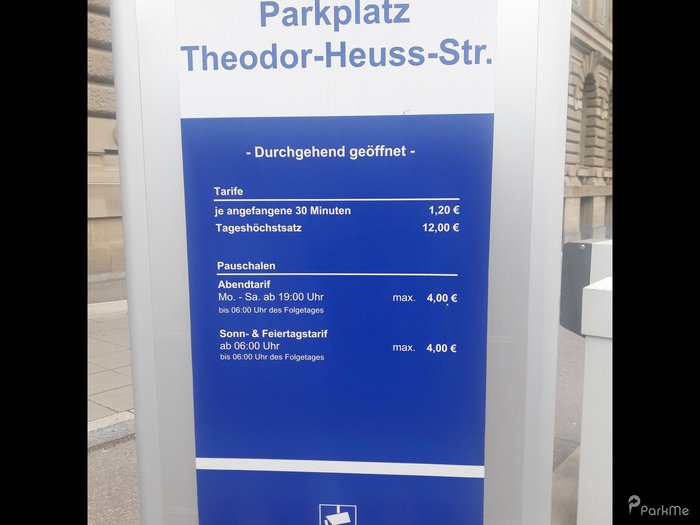 Parkplatz
Theodor-Heuss-Str.
- Durchgehend geöffnet -
Tarife
je angefangene 30 Minuten 1,20 €
Tageshöchstsatz 12,00 €
Pauschalen
Abendtarif
Mo. - Sa. ab 19:00 Uhr max. 4,00 €
bis 06:00 Uhr des Folgetages
Sonn- & Feiertagstarif
ab 06:00 Uhr max. 4,00 €
bis 06:00 Uhr des Folgetages
ParkMe